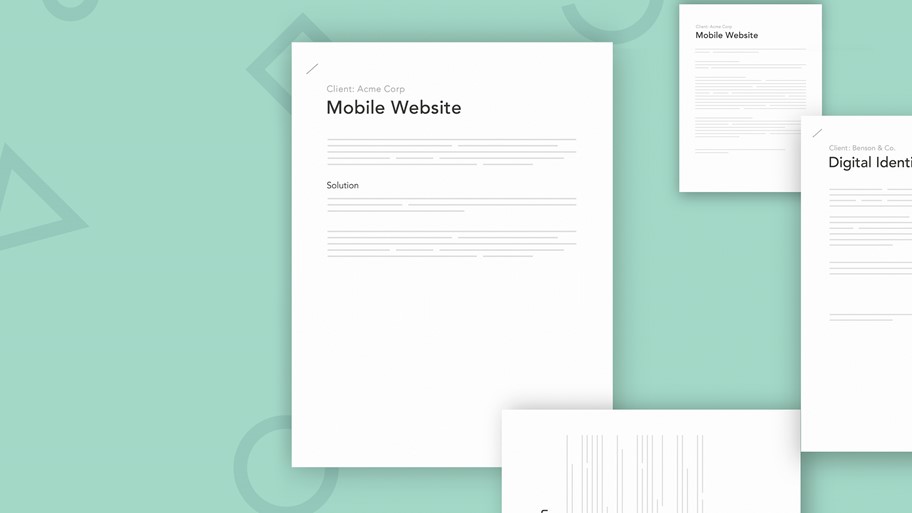 Client: Acme Corp
Mobile Website
Solution
Client: Acme Corp
Mobile Website
Client: Benson & Co.
Digital Identi